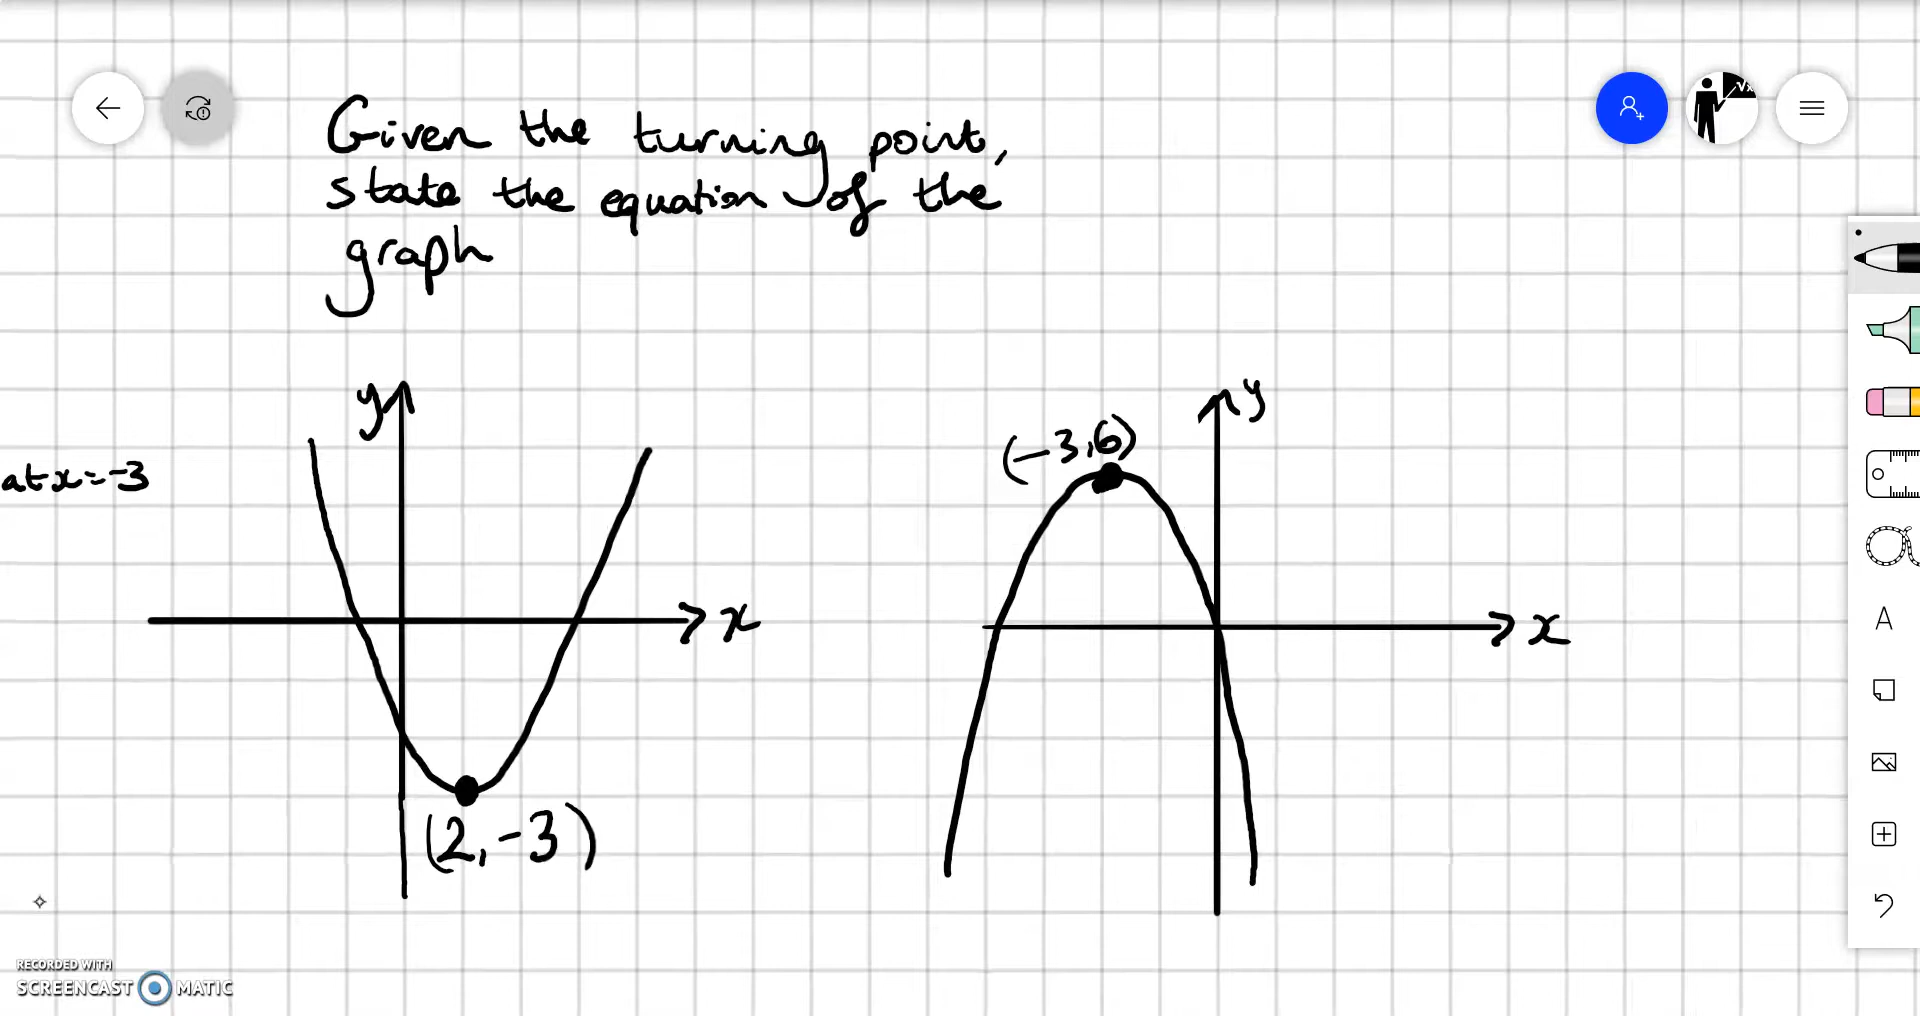 Given the turning point,
state the equation of the
graph
y
at x = -3
x
(2, -3)
y
(-3, 6)
x
√x
A
RECORDED WITH
SCREENCAST MATIC